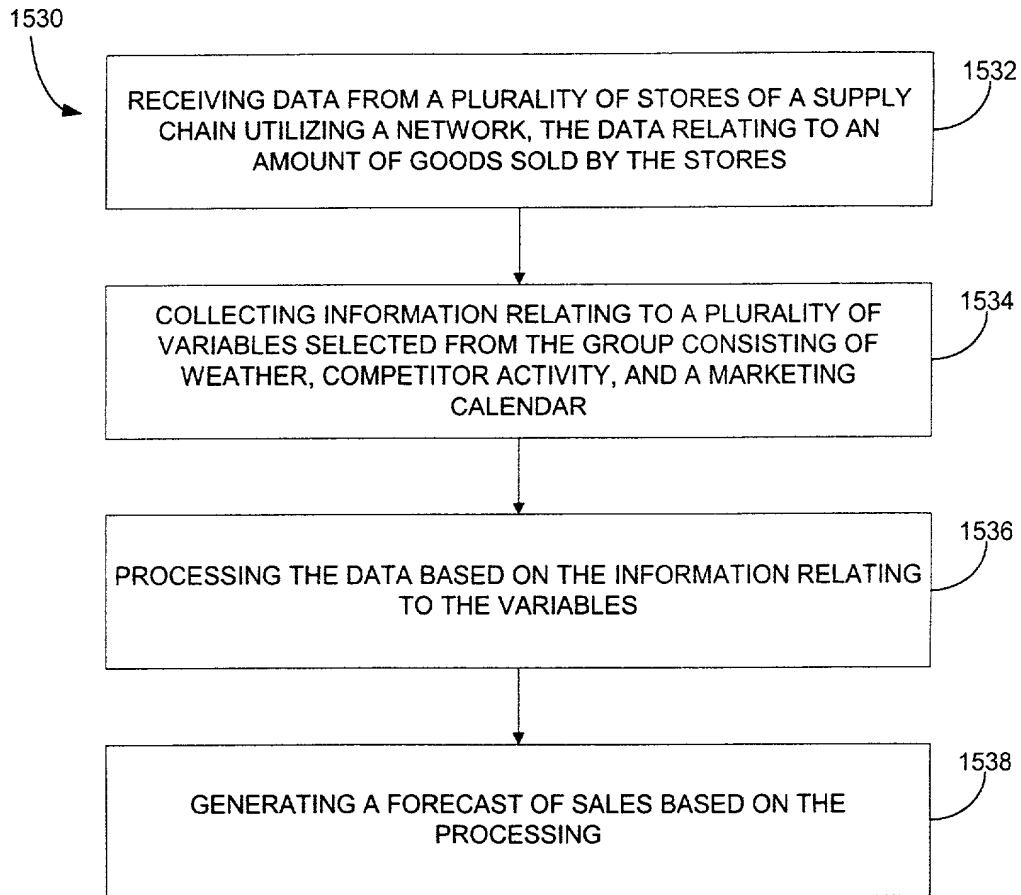 1530
1532
RECEIVING DATA FROM A PLURALITY OF STORES OF A SUPPLY
CHAIN UTILIZING A NETWORK, THE DATA RELATING TO AN
AMOUNT OF GOODS SOLD BY THE STORES
1534
COLLECTING INFORMATION RELATING TO A PLURALITY OF
VARIABLES SELECTED FROM THE GROUP CONSISTING OF
WEATHER, COMPETITOR ACTIVITY, AND A MARKETING
CALENDAR
1536
PROCESSING THE DATA BASED ON THE INFORMATION RELATING
TO THE VARIABLES
1538
GENERATING A FORECAST OF SALES BASED ON THE
PROCESSING